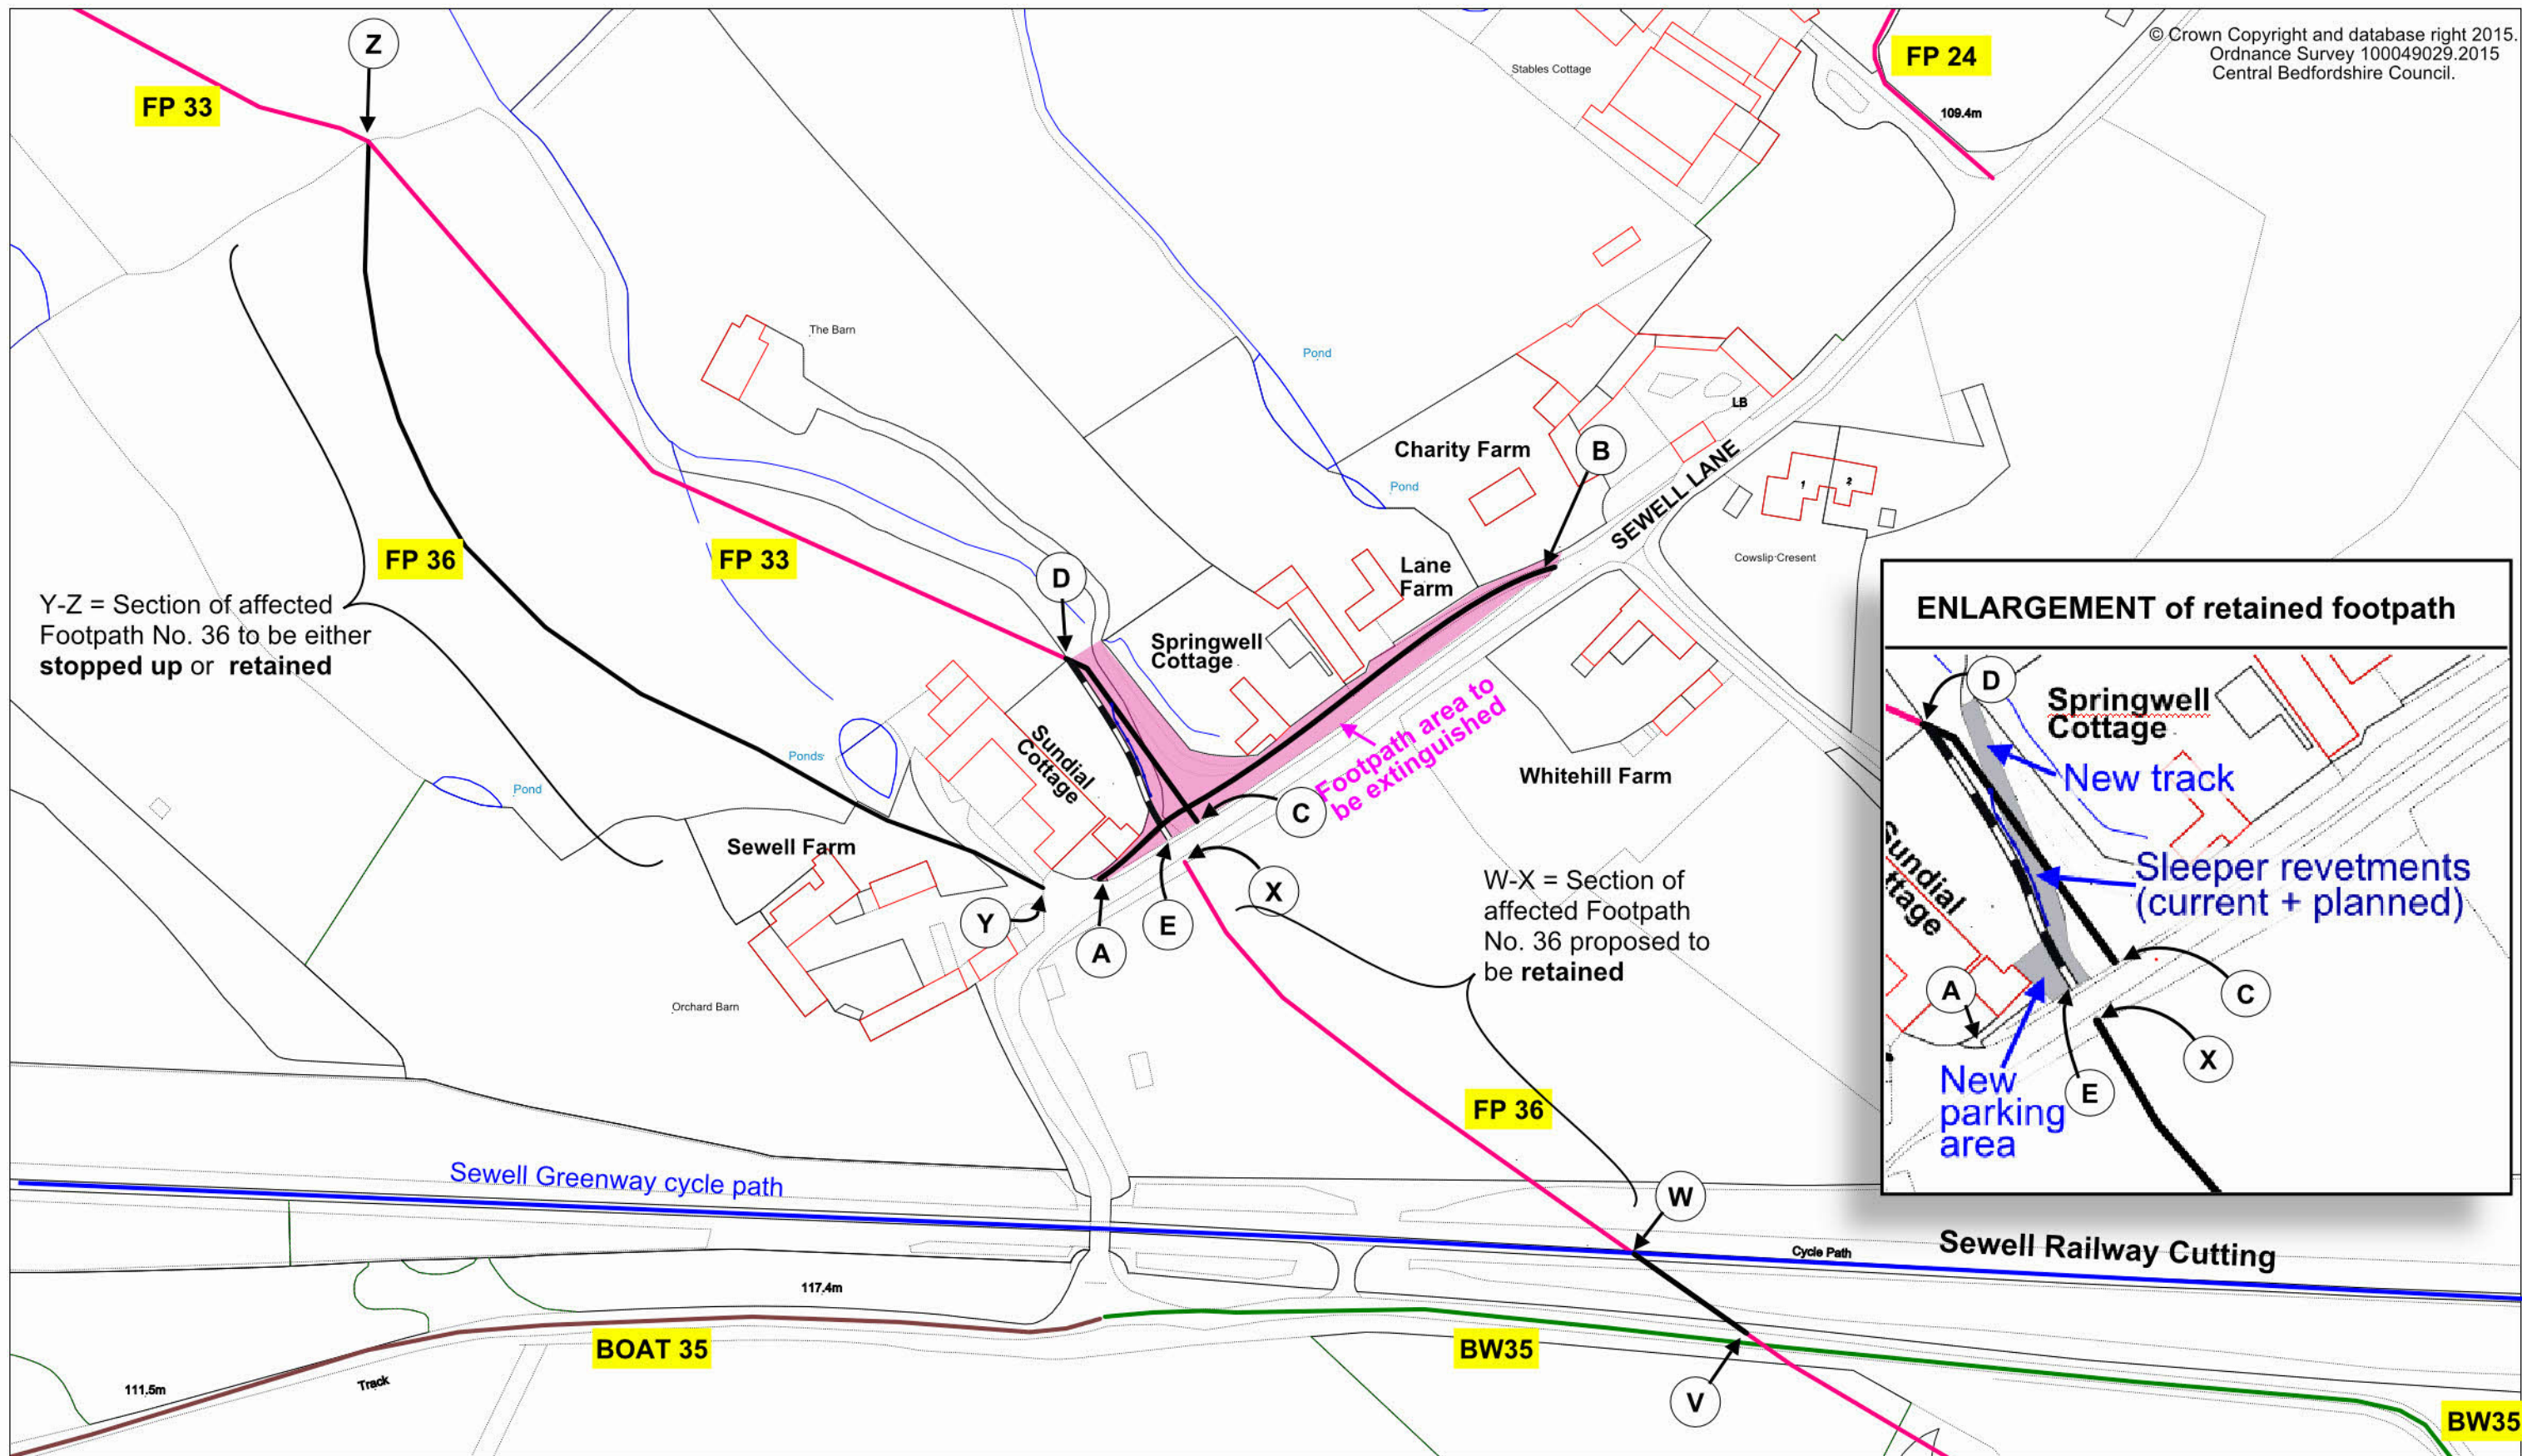 Z
FP 33
Stables Cottage
FP 24
109.4m
© Crown Copyright and database right 2015.
Ordnance Survey 100049029.2015
Central Bedfordshire Council.
The Barn
Pond
LB
Charity Farm
B
Pond
SEWELL LANE
1
2
Cowslip Cresent
FP 36
FP 33
D
Lane
Farm
Y-Z = Section of affected
Footpath No. 36 to be either
stopped up or retained
Springwell
Cottage
Footpath area to
be extinguished
Sundial
Cottage
Ponds
Whitehill Farm
Pond
C
Sewell Farm
X
Y
A
E
W-X = Section of
affected Footpath
No. 36 proposed to
be retained
Orchard Barn
FP 36
ENLARGEMENT of retained footpath
D
Springwell
Cottage
New track
Sleeper revetments
(current + planned)
Sundial
ttage
A
C
X
New
parking
area
E
Sewell Greenway cycle path
W
Cycle Path
Sewell Railway Cutting
117.4m
BOAT 35
BW35
111.5m
Track
V
BW35